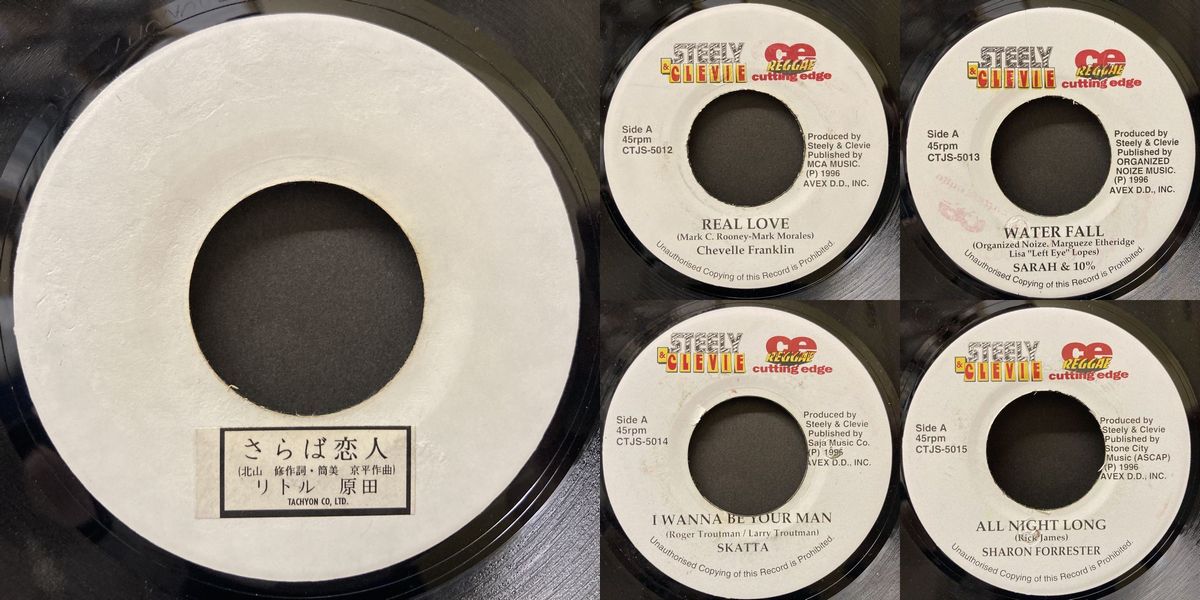 さらば恋人
(北山 修作詞・筒美 京平作曲)
リトル 原田
TACHYON CO, LTD.
STEELY
& CLEVIE
ce
REGGAE
cutting edge
Side A
45rpm
CTJS-5012
Produced by
Steely & Clevie
Published by
MCA MUSIC.
(P) 1996
AVEX D.D., INC.
REAL LOVE
(Mark C. Rooney-Mark Morales)
Chevelle Franklin
Unauthorised Copying of this Record is Prohibited.
STEELY
& CLEVIE
ce
REGGAE
cutting edge
Side A
45rpm
CTJS-5013
Produced by
Steely & Clevie
Published by
ORGANIZED
NOIZE MUSIC.
(P) 1996
AVEX D.D., INC.
WATER FALL
(Organized Noize. Margueze Etheridge
Lisa "Left Eye" Lopes)
SARAH & 10%
Unauthorised Copying of this Record is Prohibited.
STEELY
& CLEVIE
ce
REGGAE
cutting edge
Side A
45rpm
CTJS-5014
Produced by
Steely & Clevie
Published by
Saja Music Co.
(P) 1996
AVEX D.D., INC.
I WANNA BE YOUR MAN
(Roger Troutman / Larry Troutman)
SKATTA
Unauthorised Copying of this Record is Prohibited.
STEELY
& CLEVIE
ce
REGGAE
cutting edge
Side A
45rpm
CTJS-5015
Produced by
Steely & Clevie
Published by
Stone City
Music (ASCAP)
(P) 1996
AVEX D.D., INC.
ALL NIGHT LONG
(Rick James)
SHARON FORRESTER
Unauthorised Copying of this Record is Prohibited.